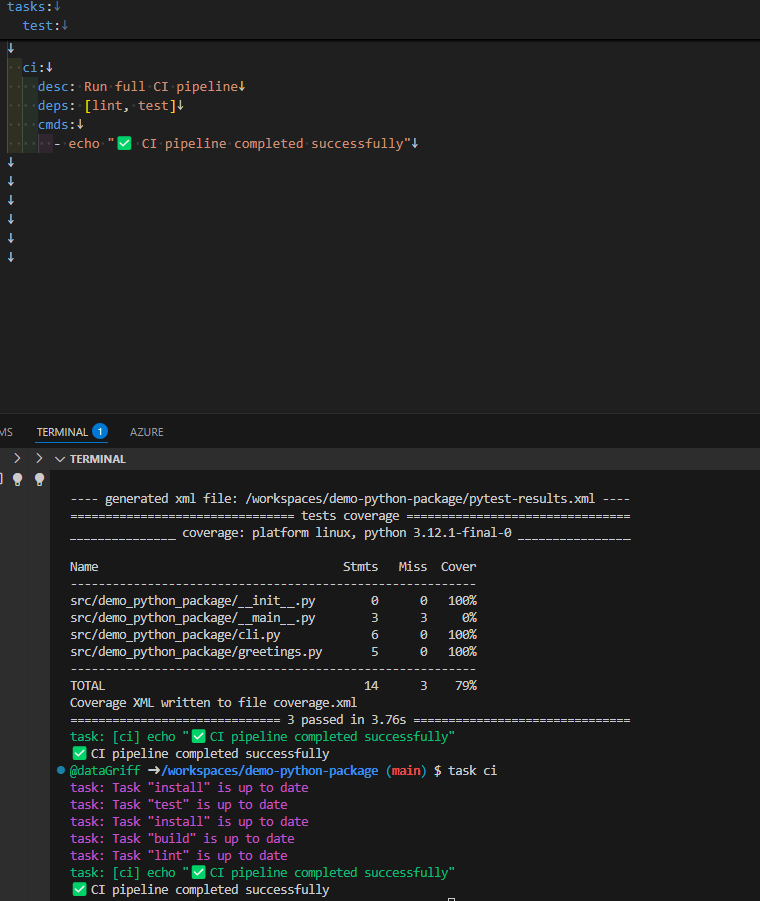 tasks:↓
test:↓
↓
ci:↓
desc: Run full CI pipeline↓
deps: [lint, test]↓
cmds:↓
- echo "✅ CI pipeline completed successfully"↓
↓
↓
↓
↓
↓
↓
MS TERMINAL 1 AZURE
TERMINAL
---- generated xml file: /workspaces/demo-python-package/pytest-results.xml ----
================================ tests coverage ================================
_______________ coverage: platform linux, python 3.12.1-final-0 ________________
Name Stmts Miss Cover
----------------------------------------------------------
src/demo_python_package/__init__.py 0 0 100%
src/demo_python_package/__main__.py 3 3 0%
src/demo_python_package/cli.py 6 0 100%
src/demo_python_package/greetings.py 5 0 100%
----------------------------------------------------------
TOTAL 14 3 79%
Coverage XML written to file coverage.xml
============================== 3 passed in 3.76s ===============================
task: [ci] echo "✅ CI pipeline completed successfully"
✅ CI pipeline completed successfully
@dataGriff ➜/workspaces/demo-python-package (main) $ task ci
task: Task "install" is up to date
task: Task "test" is up to date
task: Task "install" is up to date
task: Task "build" is up to date
task: Task "lint" is up to date
task: [ci] echo "✅ CI pipeline completed successfully"
✅ CI pipeline completed successfully